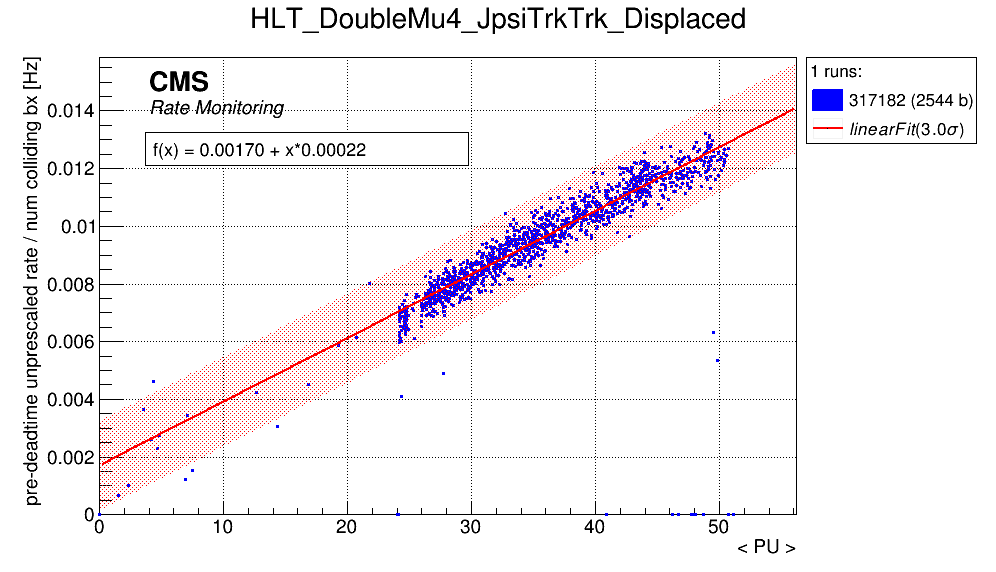 HLT_DoubleMu4_JpsiTrkTrk_Displaced
pre-deadtime unprescaled rate / num colliding bx [Hz]
CMS
Rate Monitoring
f(x) = 0.00170 + x*0.00022
1 runs:
317182 (2544 b)
linearFit(3.0σ)
0.014
0.012
0.01
0.008
0.006
0.004
0.002
0
0 10 20 30 40 50
< PU >